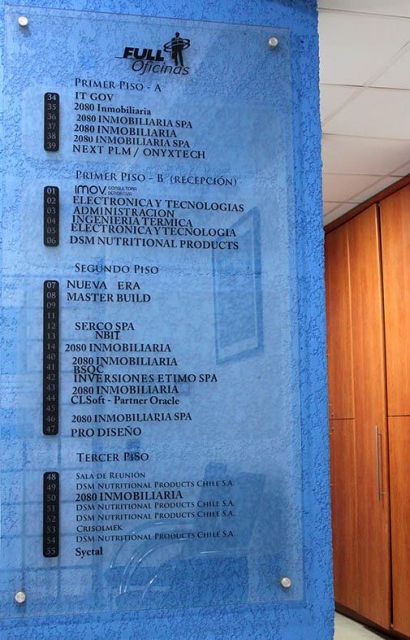 FULL
Oficinas
PRIMER PISO - A
34 IT GOV
35 2080 Inmobiliaria
36 2080 INMOBILIARIA SPA
37 2080 INMOBILIARIA
38 2080 INMOBILIARIA SPA
39 NEXT PLM / ONYXTECH
PRIMER PISO - B (RECEPCIÓN)
01 imov. CONSULTORA
02 ELECTRONICA Y TECNOLOGIAS
03 ADMINISTRACION
04 INGENIERIA TERMICA
05 ELECTRONICA Y TECNOLOGIA
06 DSM NUTRITIONAL PRODUCTS
SEGUNDO PISO
07 NUEVA ERA
08 MASTER BUILD
09
11
12 SERCO SPA
13 NBIT
14 2080 INMOBILIARIA
40 2080 INMOBILIARIA
41 BSOC
42 INVERSIONES ETIMO SPA
43 2080 INMOBILIARIA
44 CLSoft - Partner Oracle
45
46 2080 INMOBILIARIA SPA
47 PRO DISEÑO
TERCER PISO
48 SALA DE REUNIÓN
49 DSM NUTRITIONAL PRODUCTS CHILE S.A.
50 2080 INMOBILIARIA
51 DSM NUTRITIONAL PRODUCTS CHILE S.A.
52 DSM NUTRITIONAL PRODUCTS CHILE S.A.
53 CRISOLMEK
54 DSM NUTRITIONAL PRODUCTS CHILE S.A.
55 Syctal